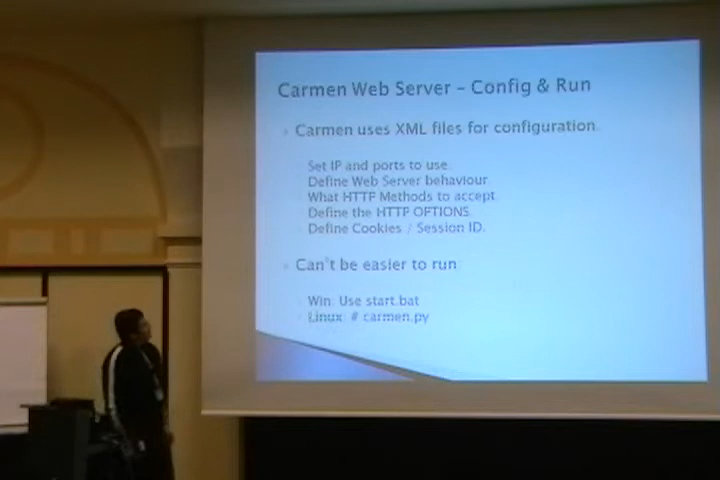 Carmen Web Server – Config & Run
Carmen uses XML files for configuration.
Set IP and ports to use.
Define Web Server behaviour.
What HTTP Methods to accept.
Define the HTTP OPTIONS.
Define Cookies / Session ID.
Can't be easier to run
Win: Use start.bat
Linux: # carmen.py